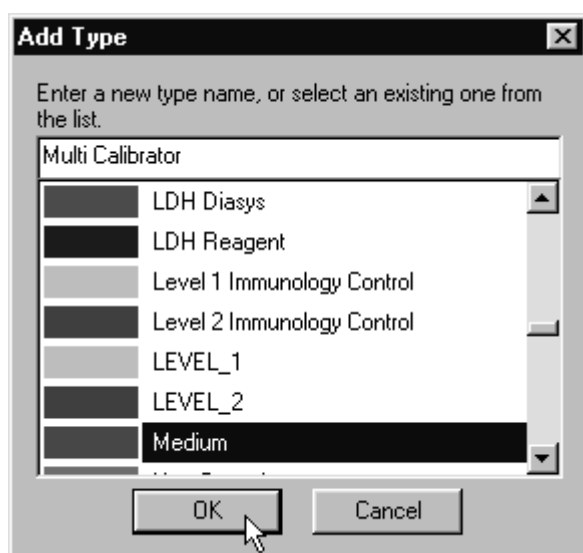 Add Type
Enter a new type name, or select an existing one from
the list.
Multi Calibrator
LDH Diasys
LDH Reagent
Level 1 Immunology Control
Level 2 Immunology Control
LEVEL_1
LEVEL_2
Medium
OK
Cancel